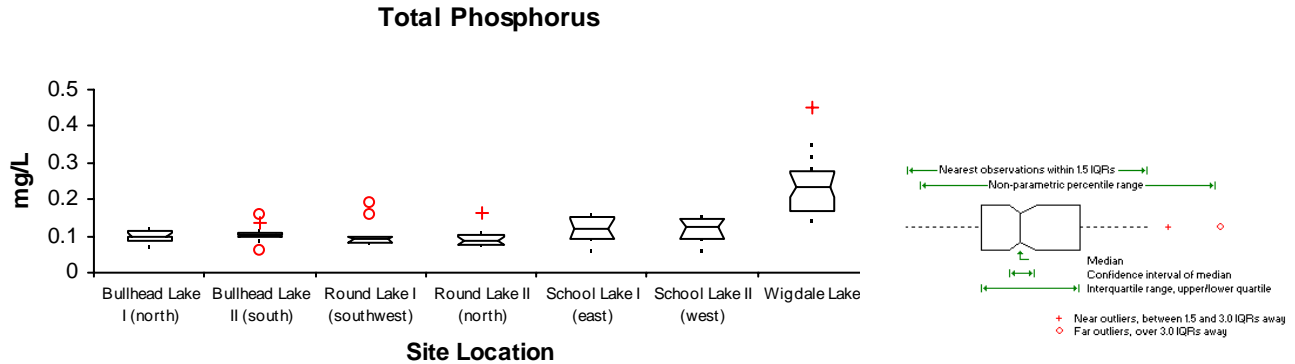 Total Phosphorus
mg/L
0.5
0.4
0.3
0.2
0.1
0
Bullhead Lake
I (north)
Bullhead Lake
II (south)
Round Lake I
(southwest)
Round Lake II
(north)
School Lake I
(east)
School Lake II
(west)
Wigdale Lake
Site Location
Nearest observations within 1.5 IQRs
Non-parametric percentile range
Median
Confidence interval of median
Interquartile range, upper/lower quartile
+ Near outliers, between 1.5 and 3.0 IQRs away
○ Far outliers, over 3.0 IQRs away